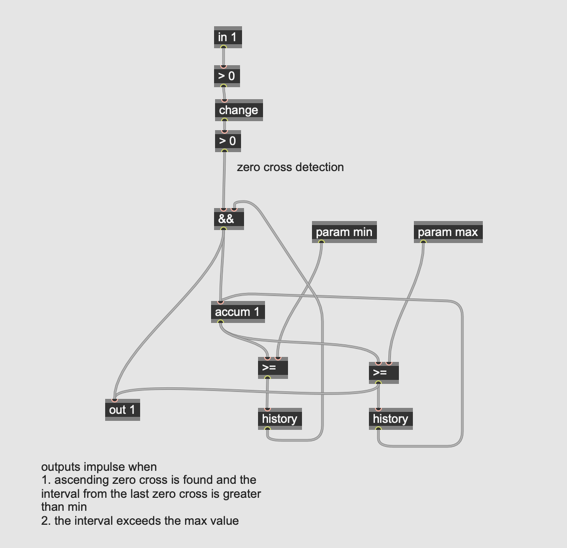 in 1
> 0
change
> 0
zero cross detection
&&
param min
param max
accum 1
>=
>=
out 1
history
history
outputs impulse when
1. ascending zero cross is found and the
interval from the last zero cross is greater
than min
2. the interval exceeds the max value